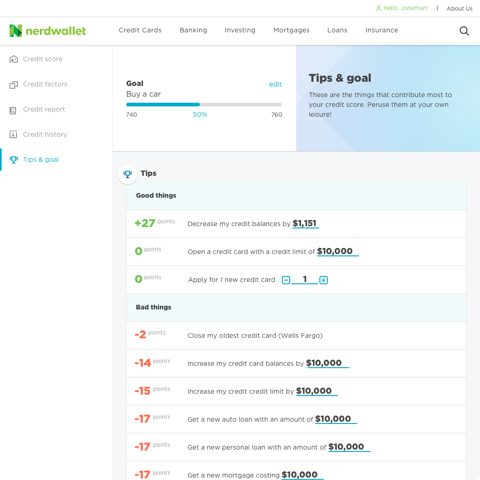 Hello, Jonathan! | About Us
nerdwallet
Credit Cards Banking Investing Mortgages Loans Insurance
Credit score
Credit factors
Credit report
Credit history
Tips & goal
Goal edit
Buy a car
740 50% 760
Tips & goal
These are the things that contribute most to
your credit score. Peruse them at your own
leisure!
Tips
Good things
+27 points Decrease my credit balances by $1,151
0 points Open a credit card with a credit limit of $10,000
0 points Apply for 1 new credit card − 1 +
Bad things
-2 points Close my oldest credit card (Wells Fargo)
-14 points Increase my credit card balances by $10,000
-15 points Increase my credit credit limit by $10,000
-17 points Get a new auto loan with an amount of $10,000
-17 points Get a new personal loan with an amount of $10,000
-17 points Get a new mortgage costing $10,000